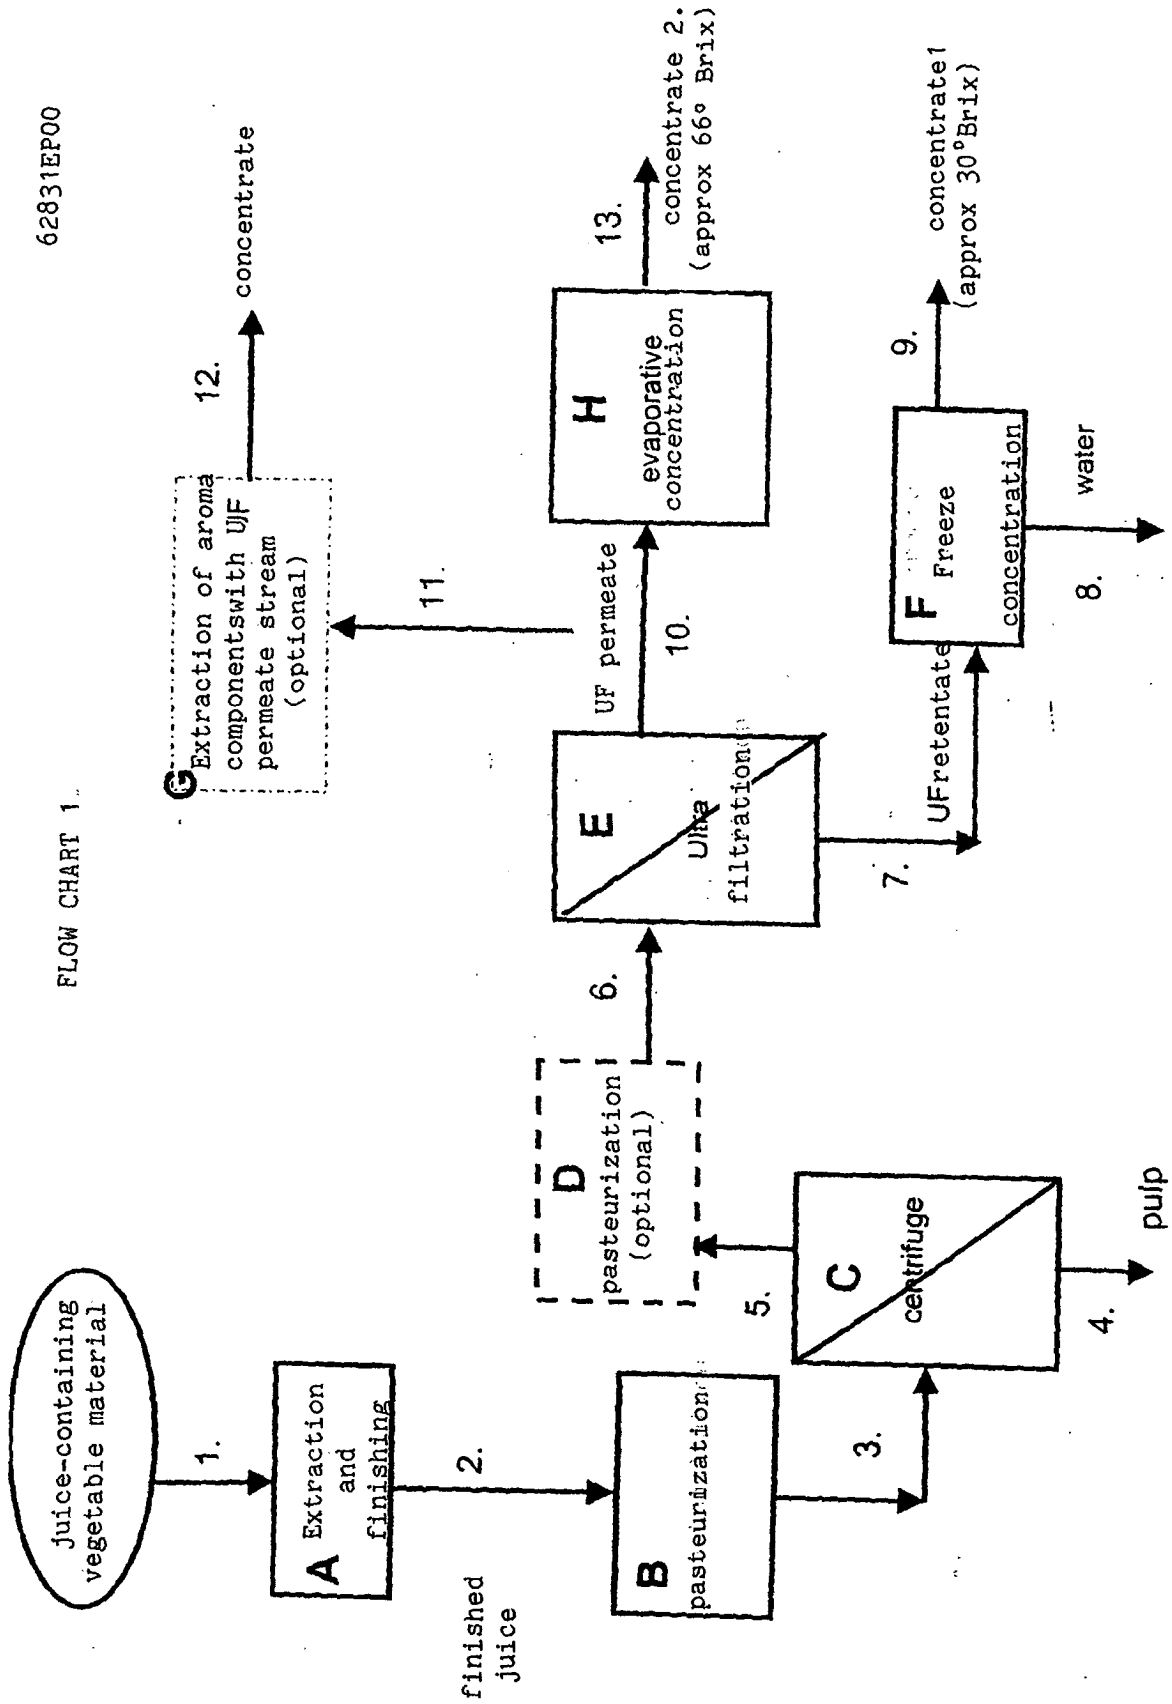 62831EP00
FLOW CHART 1.
juice-containing
vegetable material
1.
A Extraction
and
finishing
2.
finished
juice
B
pasteurization
3.
C
centrifuge
4.
pulp
5.
D
pasteurization
(optional)
6.
E
Ultra
filtration
7.
UFretentate
UF permeate
10.
11.
G
Extraction of aroma
componentswith UF
permeate stream
(optional)
12.
concentrate
H
evaporative
concentration
13.
concentrate 2.
(approx 66° Brix)
F
Freeze
concentration
8.
water
9.
concentrate1
(approx 30°Brix)